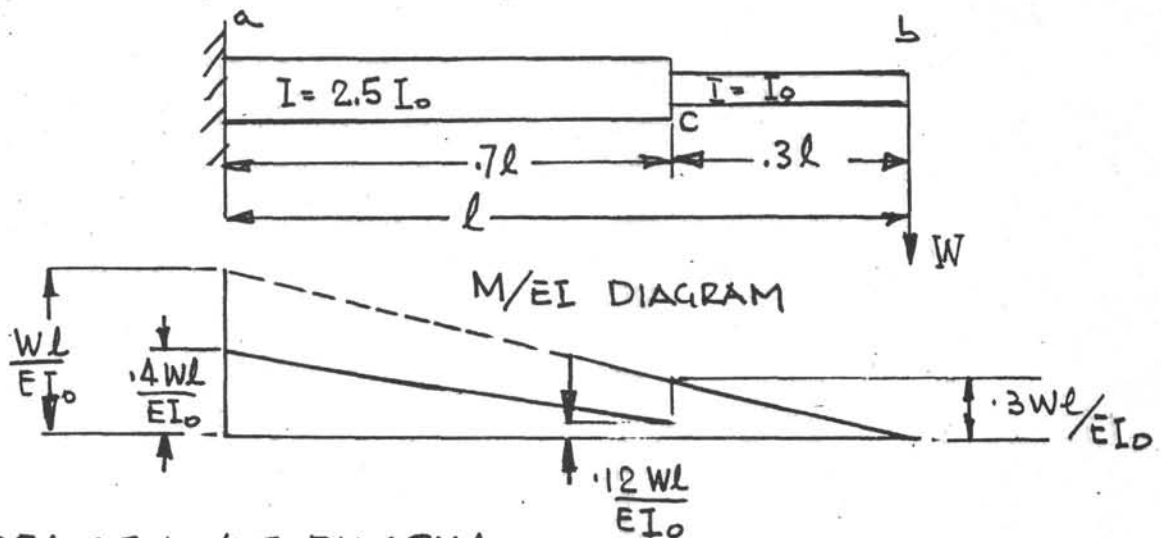 a
b
I = 2.5 I₀
I = I₀
c
.7l
.3l
l
W
M/EI DIAGRAM
Wl/EI₀
.4Wl/EI₀
.3Wl/EI₀
.12Wl/EI₀